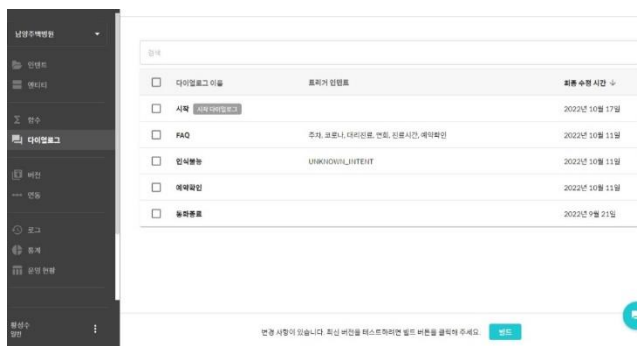 남양주백병원
인텐트
엔티티
함수
다이얼로그
버전
연동
로그
통계
운영 현황
황성수
일반
검색
다이얼로그 이름 트리거 인텐트 최종 수정 시간 ↓
시작 시작 다이얼로그 2022년 10월 17일
FAQ 주차, 코로나, 대리진료, 면회, 진료시간, 예약확인 2022년 10월 11일
인식불능 UNKNOWN_INTENT 2022년 10월 11일
예약확인 2022년 10월 11일
통화종료 2022년 9월 21일
변경 사항이 있습니다. 최신 버전을 테스트하려면 빌드 버튼을 클릭해 주세요. 빌드